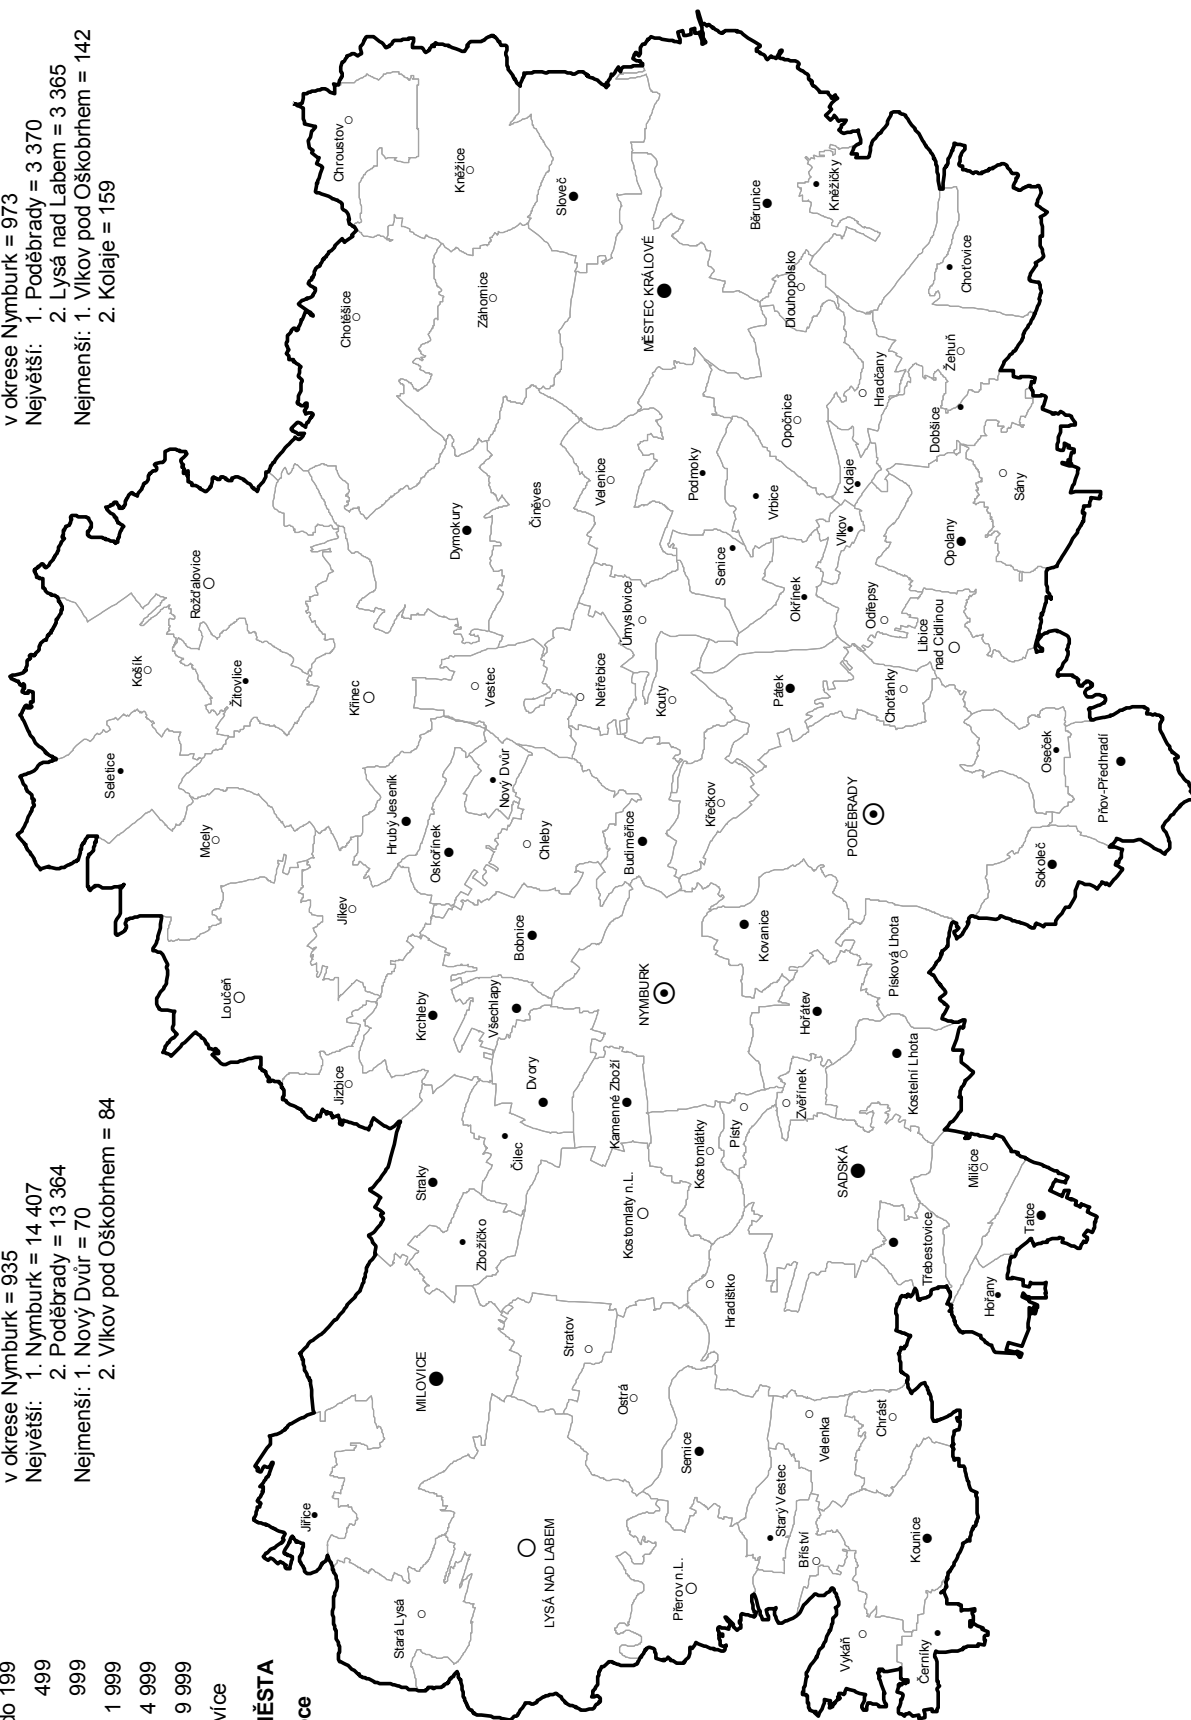 do 199
499
999
1 999
4 999
9 999
více
MĚSTA
v okrese Nymburk = 935
Největší: 1. Nymburk = 14 407
2. Poděbrady = 13 364
Nejmenší: 1. Nový Dvůr = 70
2. Vlkov pod Oškobrhem = 84
v okrese Nymburk = 973
Největší: 1. Poděbrady = 3 370
2. Lysá nad Labem = 3 365
Nejmenší: 1. Vlkov pod Oškobrhem = 142
2. Kolaje = 159
Seletice
Košík
Rožďalovice
Žitovlice
Mcely
Loučeň
Jíkev
Jizbice
Křinec
Chotěšice
Chroustov
Kněžice
Záhornice
Dymokury
Vestec
Hrubý Jeseník
Oskořínek
Nový Dvůr
Chleby
Krchleby
Straky
Zbožíčko
MILOVICE
Jiřice
Stará Lysá
LYSÁ NAD LABEM
Stratov
Čilec
Dvory
Všechlapy
Bobnice
Netřebice
Činěves
Sloveč
Velenice
Úmyslovice
Budiměřice
Kouty
Kamenné Zboží
Kostomlaty n.L.
Ostrá
NYMBURK
MĚSTEC KRÁLOVÉ
Podmoky
Senice
Křečkov
Kostomlátky
Hradištko
Semice
Přerov n.L.
Písty
Kovanice
Pátek
Okřínek
Vrbice
Opočnice
Dlouhopolsko
Běrunice
Kněžičky
Hradčany
Kolaje
Vlkov
Odřepsy
Choťánky
PODĚBRADY
Hořátev
Zvěřínek
SADSKÁ
Velenka
Starý Vestec
Bříství
Vykáň
Chrást
Kounice
Černíky
Třebestovice
Kostelní Lhota
Písková Lhota
Libice
nad Cidlinou
Opolany
Dobšice
Žehuň
Choťovice
Sány
Oseček
Pňov-Předhradí
Sokoleč
Milčice
Tatce
Hořany